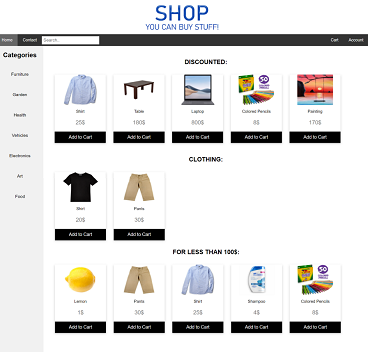 SHOP
YOU CAN BUY STUFF!
Home Contact Search... Cart Account
Categories
Furniture
Garden
Health
Vehicles
Electronics
Art
Food
DISCOUNTED:
Shirt Table Laptop Colored Pencils Painting
25$ 180$ 800$ 8$ 170$
Add to Cart Add to Cart Add to Cart Add to Cart Add to Cart
CLOTHING:
Shirt Pants
20$ 30$
Add to Cart Add to Cart
FOR LESS THAN 100$:
Lemon Pants Shirt Shampoo Colored Pencils
1$ 30$ 25$ 4$ 8$
Add to Cart Add to Cart Add to Cart Add to Cart Add to Cart